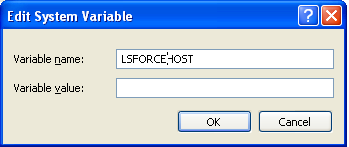 Edit System Variable
Variable name: LSFORCEHOST
Variable value:
OK Cancel